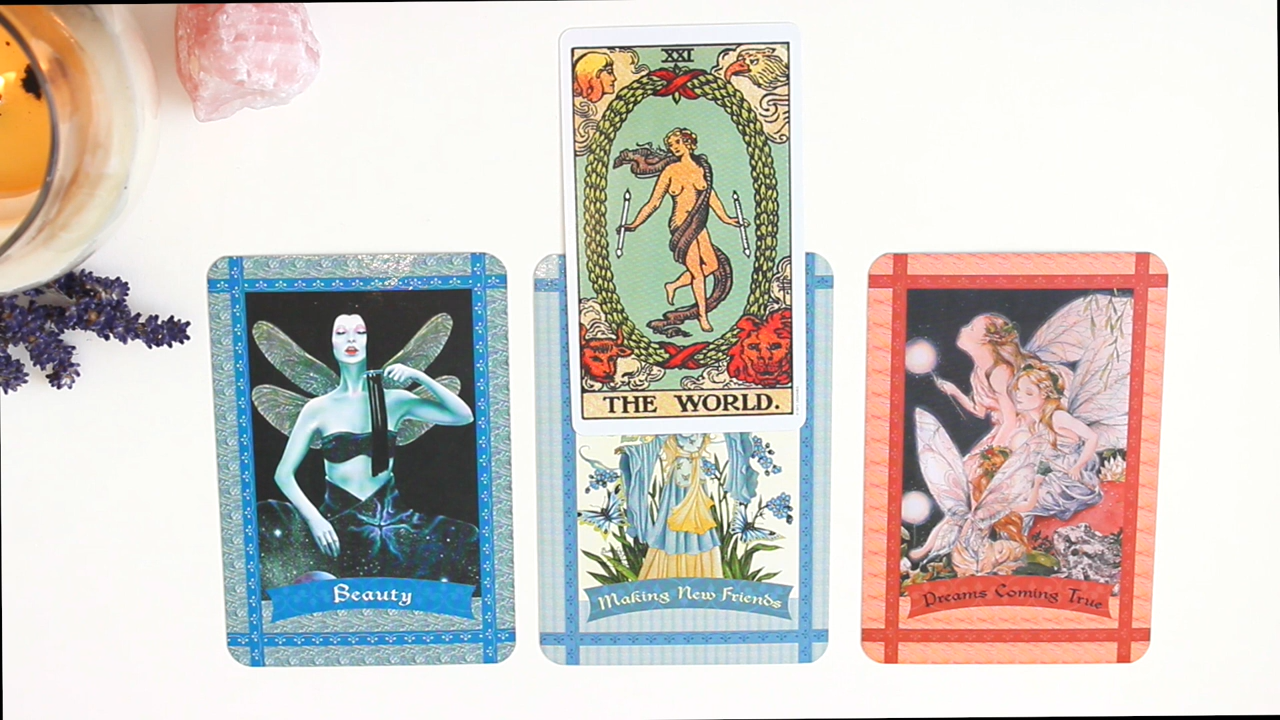 XXI
THE WORLD.
Beauty
Making New Friends
Dreams Coming True